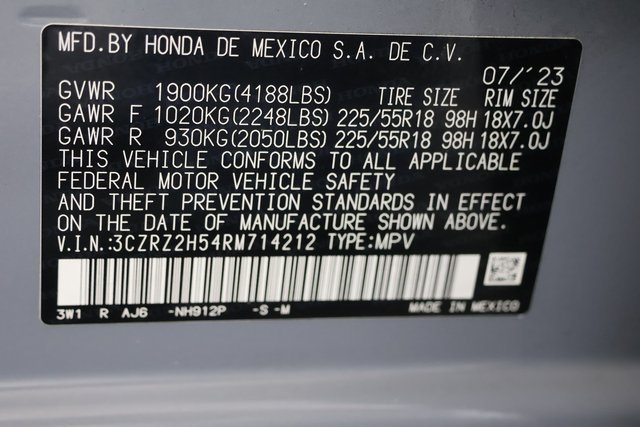 MFD.BY HONDA DE MEXICO S.A. DE C.V.
07/'23
GVWR 1900KG(4188LBS) TIRE SIZE RIM SIZE
GAWR F 1020KG(2248LBS) 225/55R18 98H 18X7.0J
GAWR R 930KG(2050LBS) 225/55R18 98H 18X7.0J
THIS VEHICLE CONFORMS TO ALL APPLICABLE
FEDERAL MOTOR VEHICLE SAFETY
AND THEFT PREVENTION STANDARDS IN EFFECT
ON THE DATE OF MANUFACTURE SHOWN ABOVE.
V.I.N.:3CZRZ2H54RM714212 TYPE:MPV
3W1 R AJ6 -NH912P -S -M MADE IN MEXICO